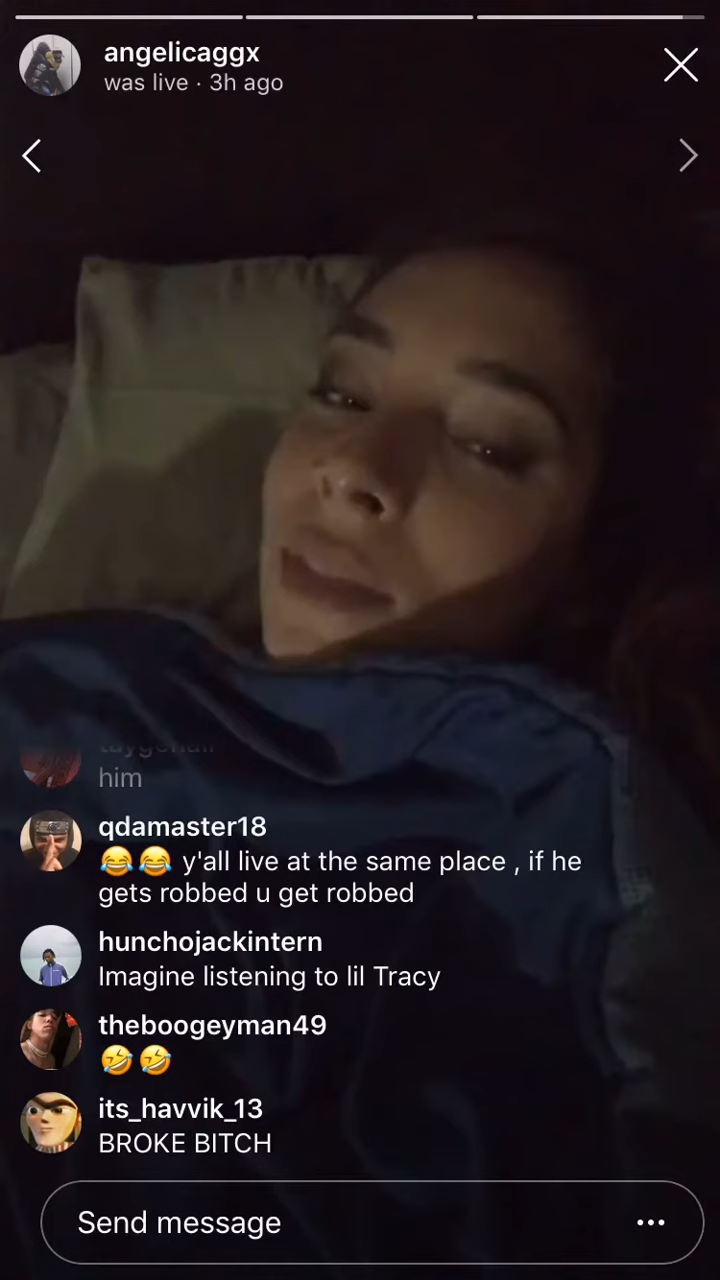 angelicaggx
was live · 3h ago
him
qdamaster18
😂😂 y'all live at the same place , if he
gets robbed u get robbed
hunchojackintern
Imagine listening to lil Tracy
theboogeyman49
🤣🤣
its_havvik_13
BROKE BITCH
Send message